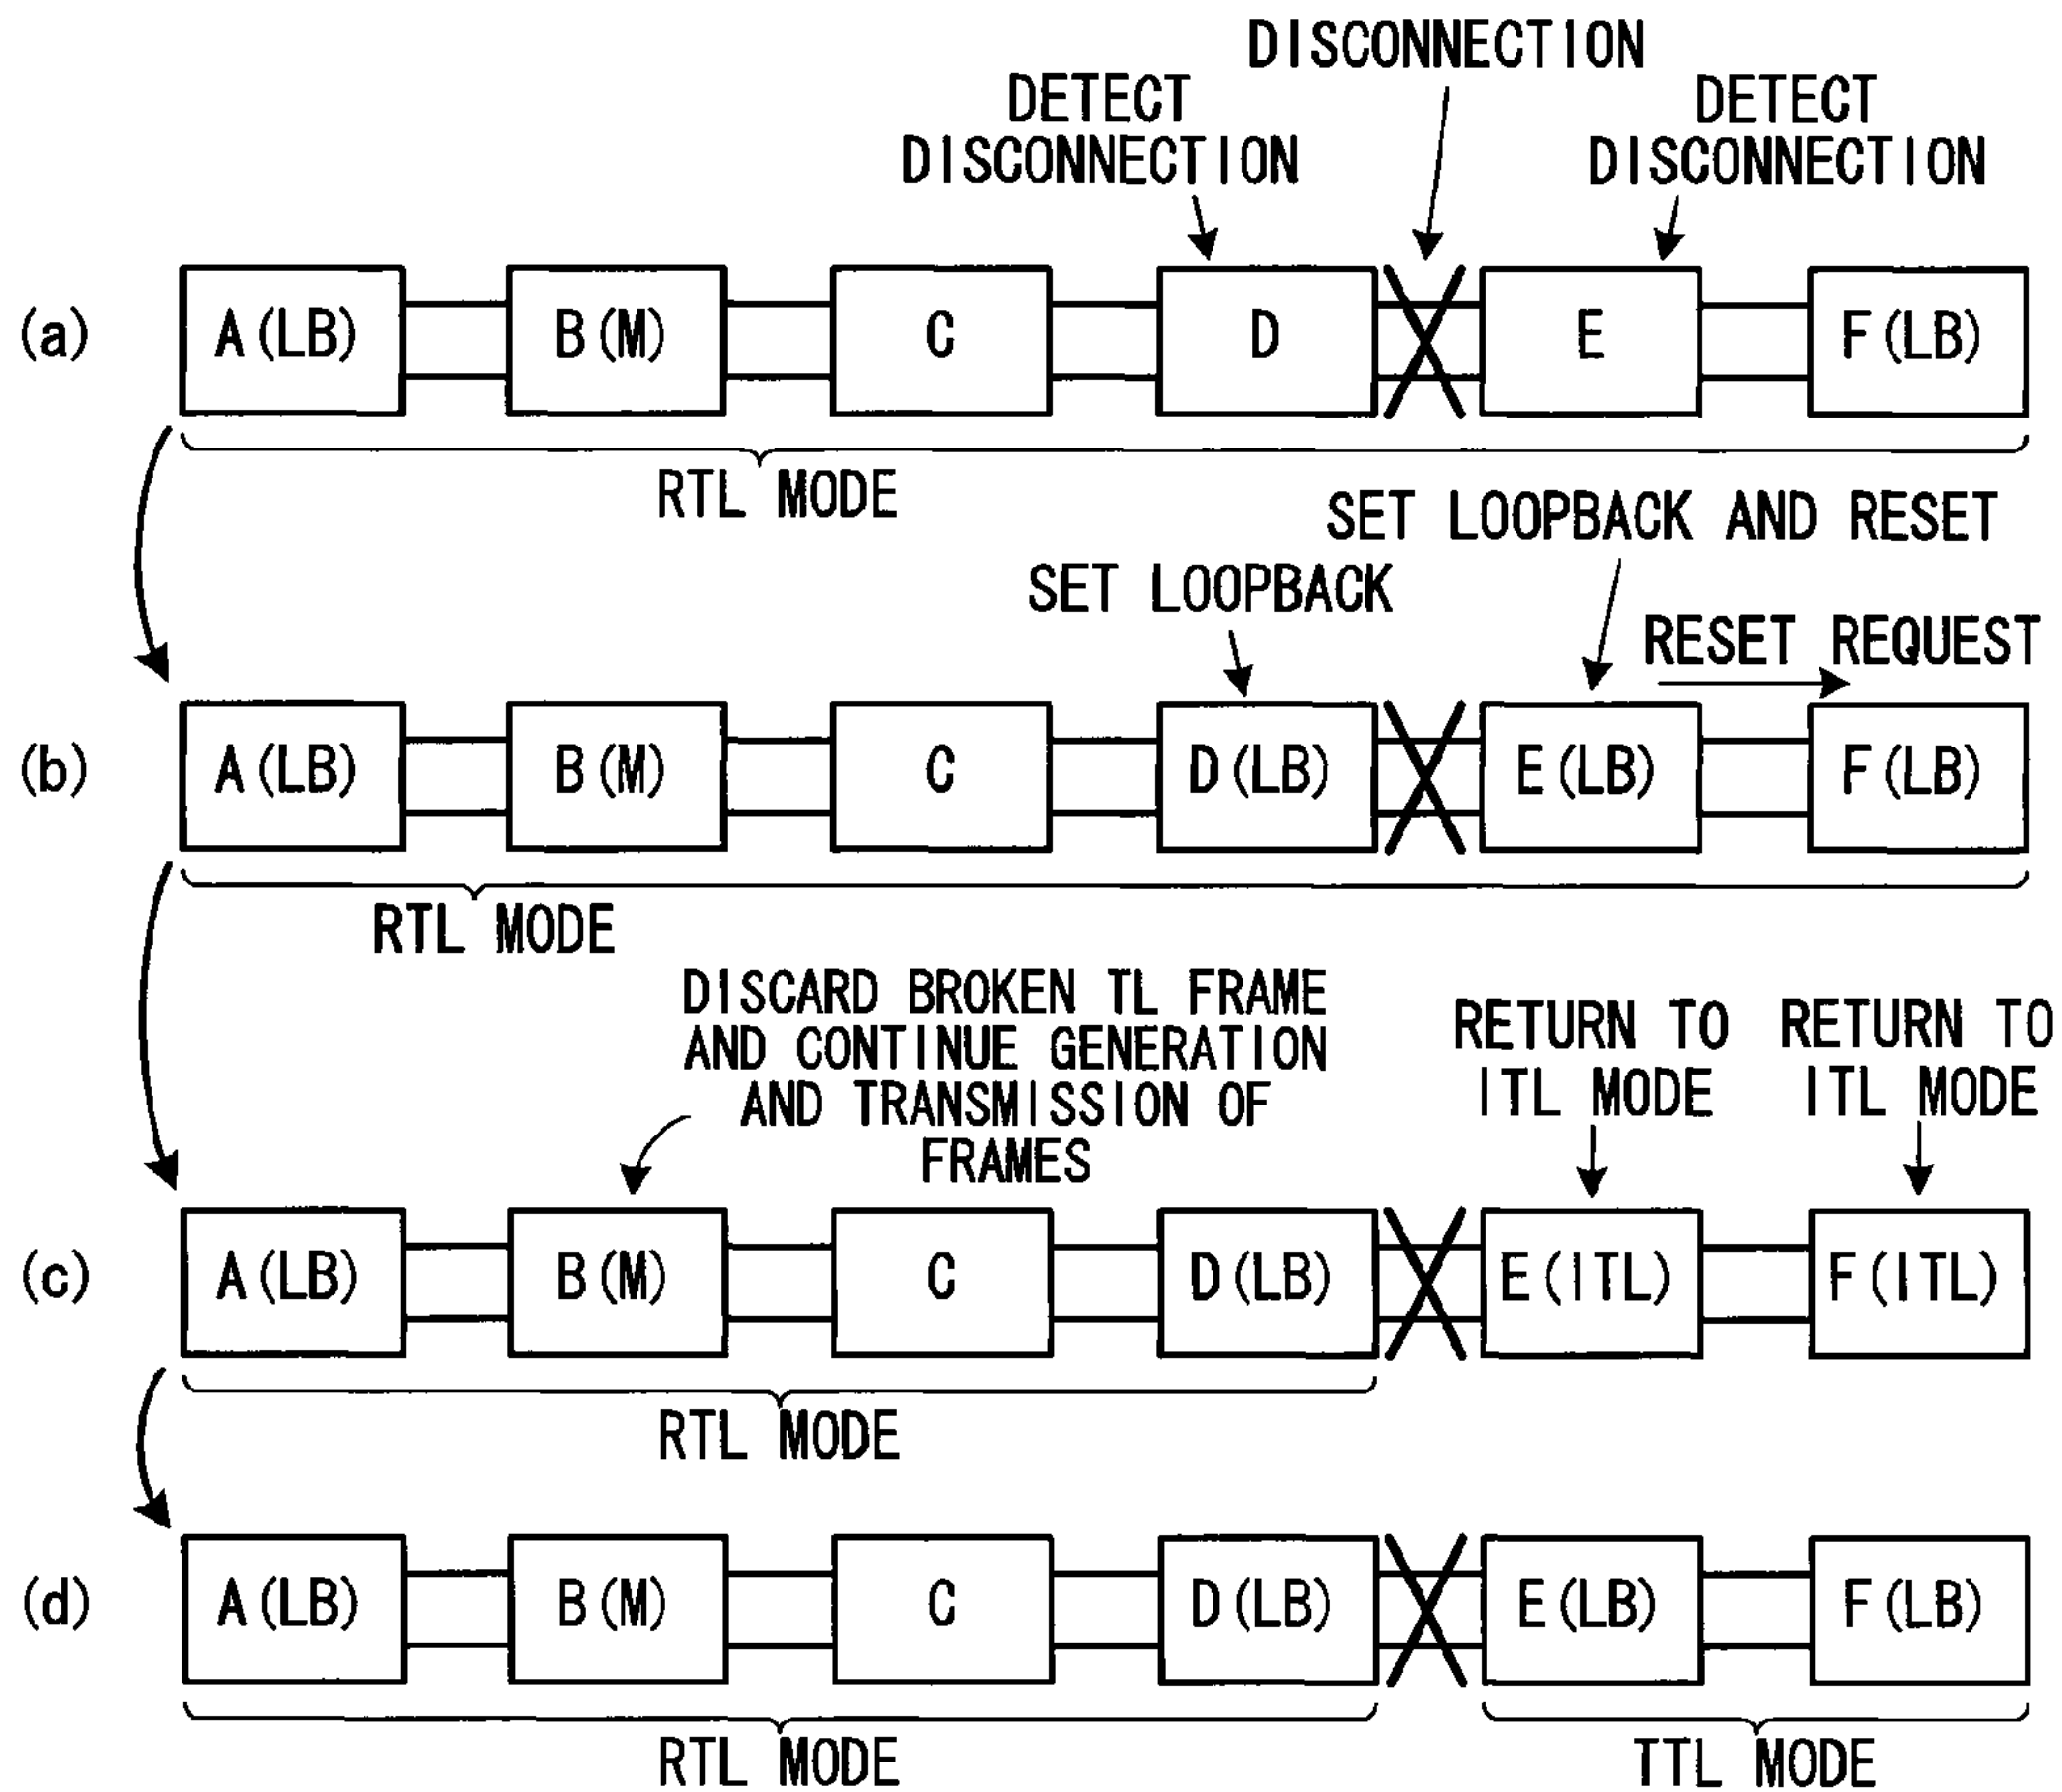 DISCONNECTION
DETECT
DISCONNECTION
DETECT
DISCONNECTION
(a)
A(LB)
B(M)
C
D
E
F(LB)
RTL MODE
SET LOOPBACK AND RESET
SET LOOPBACK
RESET REQUEST
(b)
A(LB)
B(M)
C
D(LB)
E(LB)
F(LB)
RTL MODE
DISCARD BROKEN TL FRAME
AND CONTINUE GENERATION
AND TRANSMISSION OF
FRAMES
RETURN TO
ITL MODE
RETURN TO
ITL MODE
(c)
A(LB)
B(M)
C
D(LB)
E(ITL)
F(ITL)
RTL MODE
(d)
A(LB)
B(M)
C
D(LB)
E(LB)
F(LB)
RTL MODE
TTL MODE